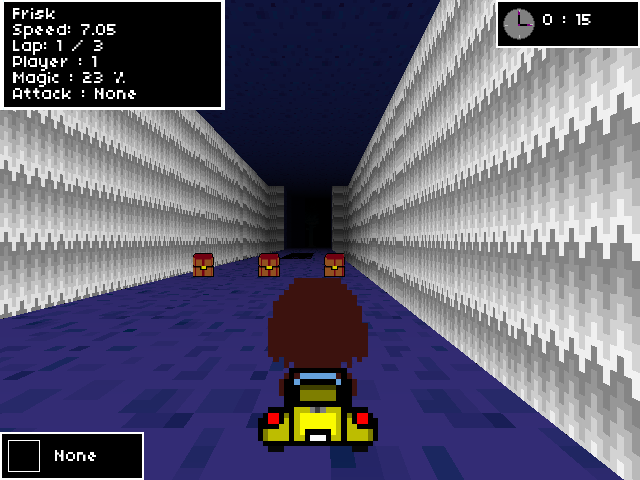 Frisk
Speed: 7.05
Lap: 1 / 3
Player : 1
Magic : 23 %
Attack : None
0 : 15
None